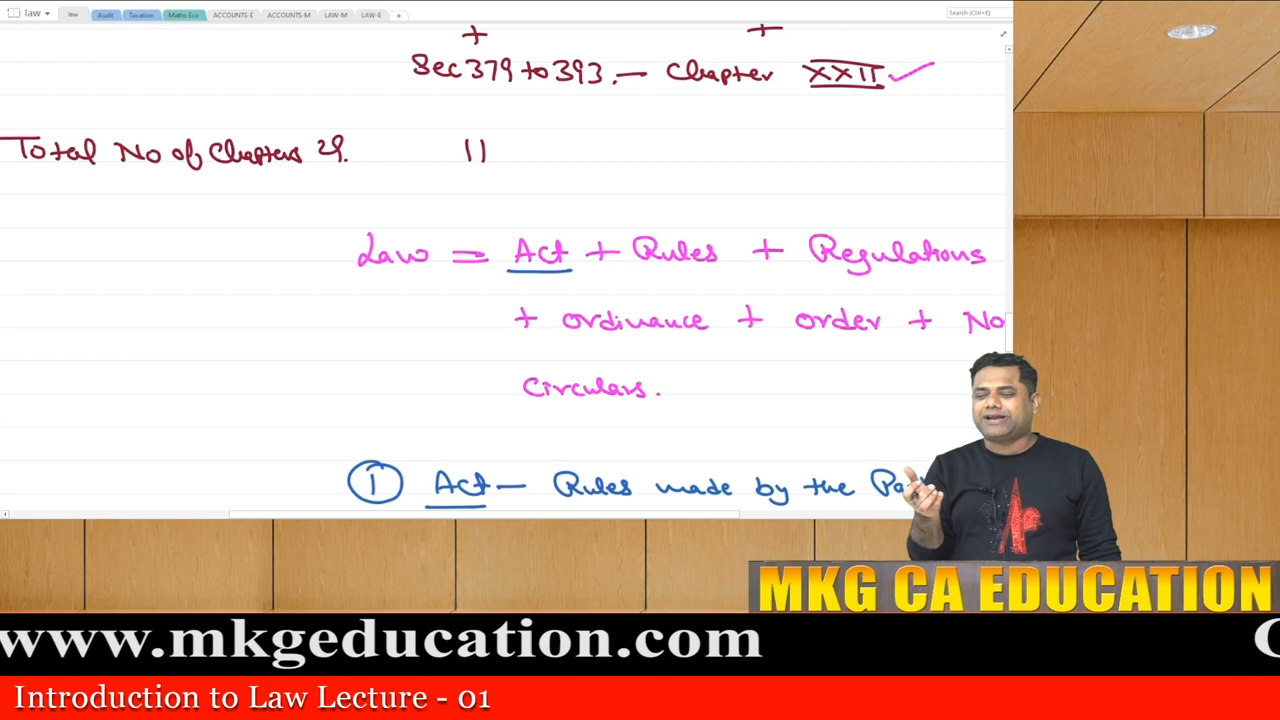 law
law
Audit
Taxation
Maths Eco
ACCOUNTS-E
ACCOUNTS-M
LAW-M
LAW-E
+
Search (Ctrl+E)
+ +
Sec 379 to 393. — Chapter XXII ✓
Total No of Chapters 29. 11
Law = Act + Rules + Regulations
+ ordinance + order + No
Circulars.
① Act — Rules made by the Pa
MKG CA EDUCATION
www.mkgeducation.com
Introduction to Law Lecture - 01